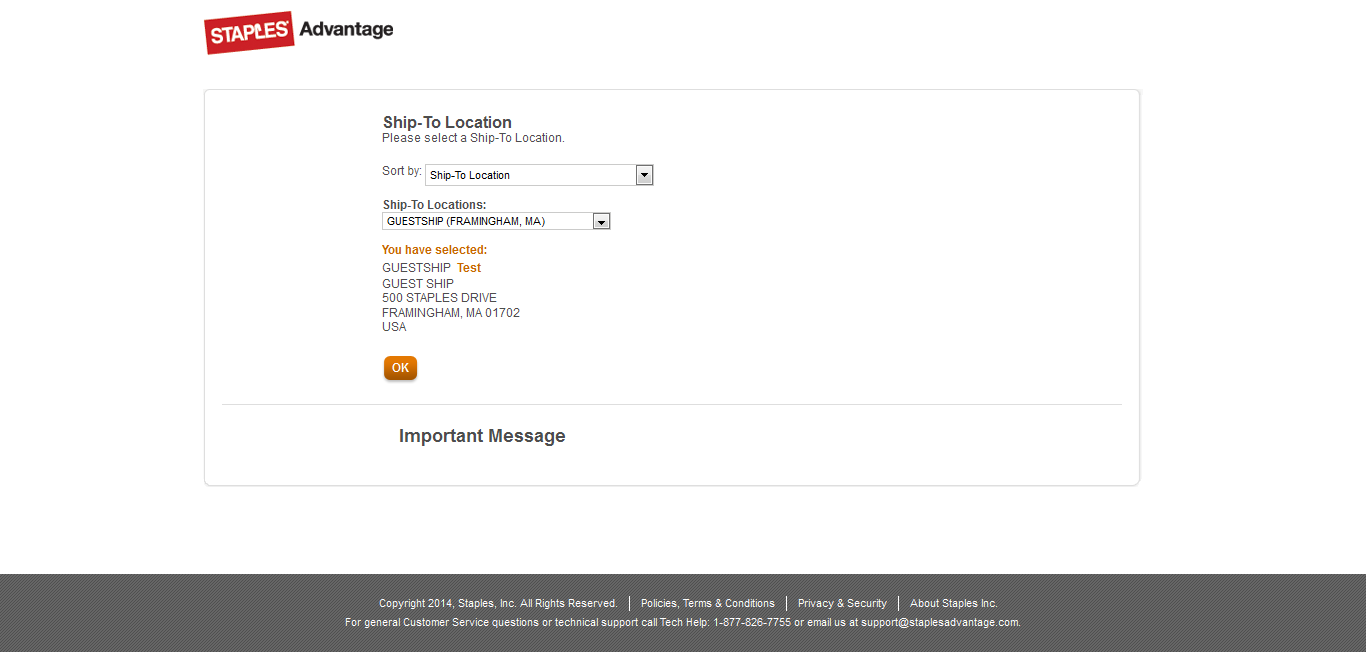 STAPLES Advantage
Ship-To Location
Please select a Ship-To Location.
Sort by: Ship-To Location
Ship-To Locations:
GUESTSHIP (FRAMINGHAM, MA)
You have selected:
GUESTSHIP Test
GUEST SHIP
500 STAPLES DRIVE
FRAMINGHAM, MA 01702
USA
OK
Important Message
Copyright 2014, Staples, Inc. All Rights Reserved. | Policies, Terms & Conditions | Privacy & Security | About Staples Inc.
For general Customer Service questions or technical support call Tech Help: 1-877-826-7755 or email us at support@staplesadvantage.com.